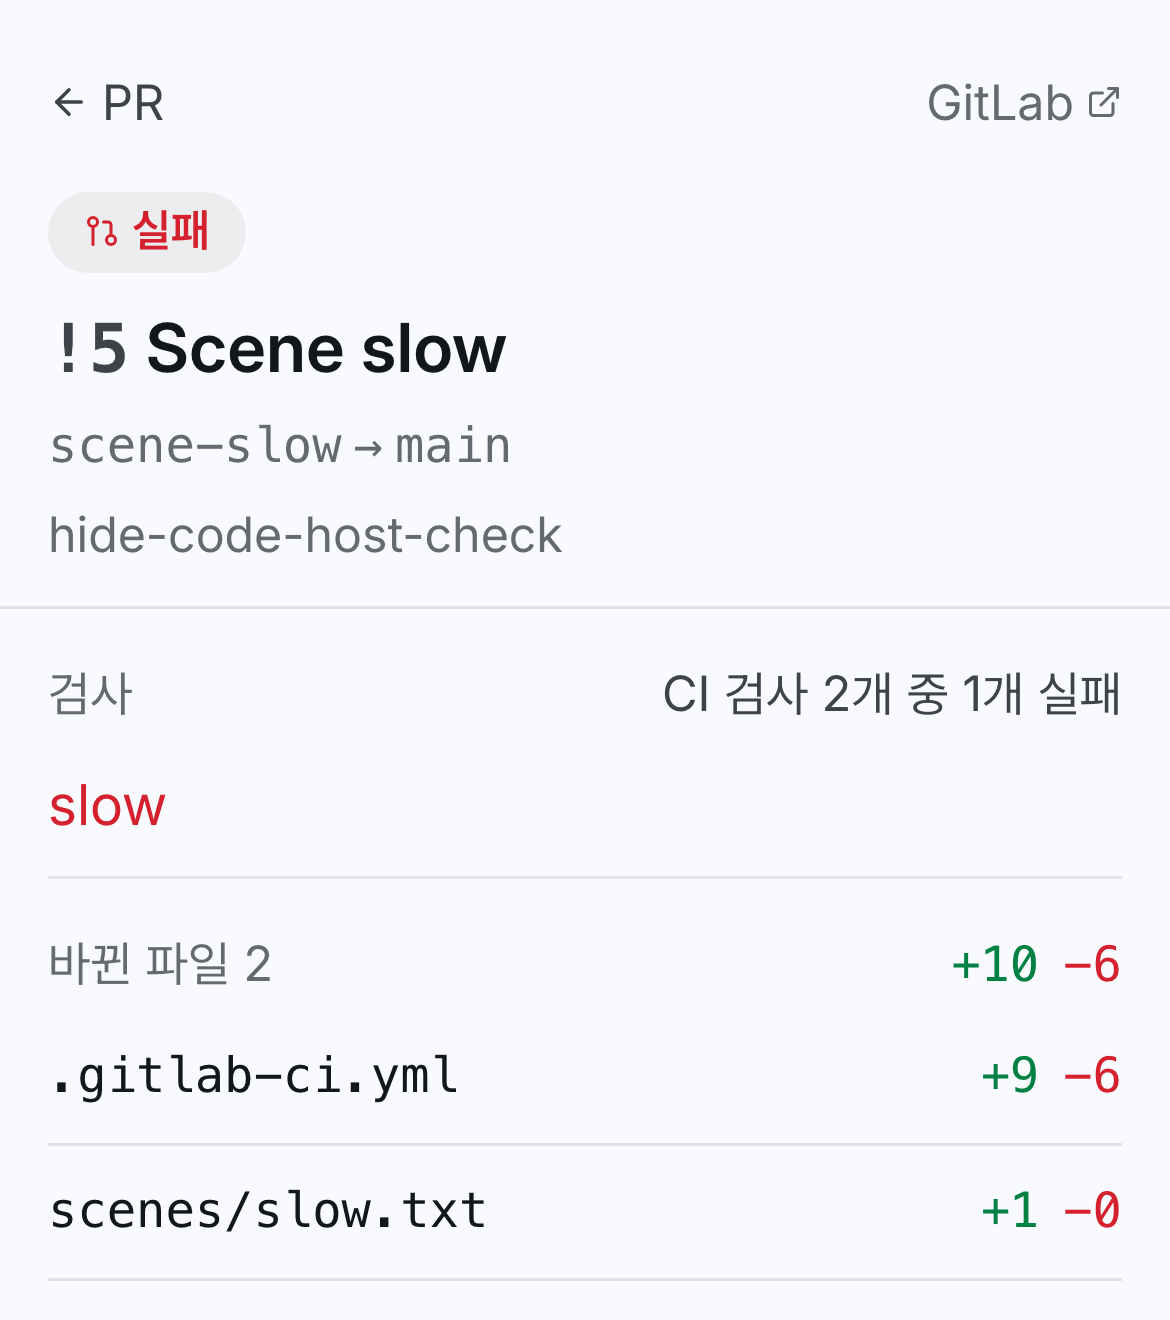 ← PR
GitLab
실패
!5 Scene slow
scene-slow → main
hide-code-host-check
검사
CI 검사 2개 중 1개 실패
slow
바뀐 파일 2
+10 -6
.gitlab-ci.yml
+9 -6
scenes/slow.txt
+1 -0